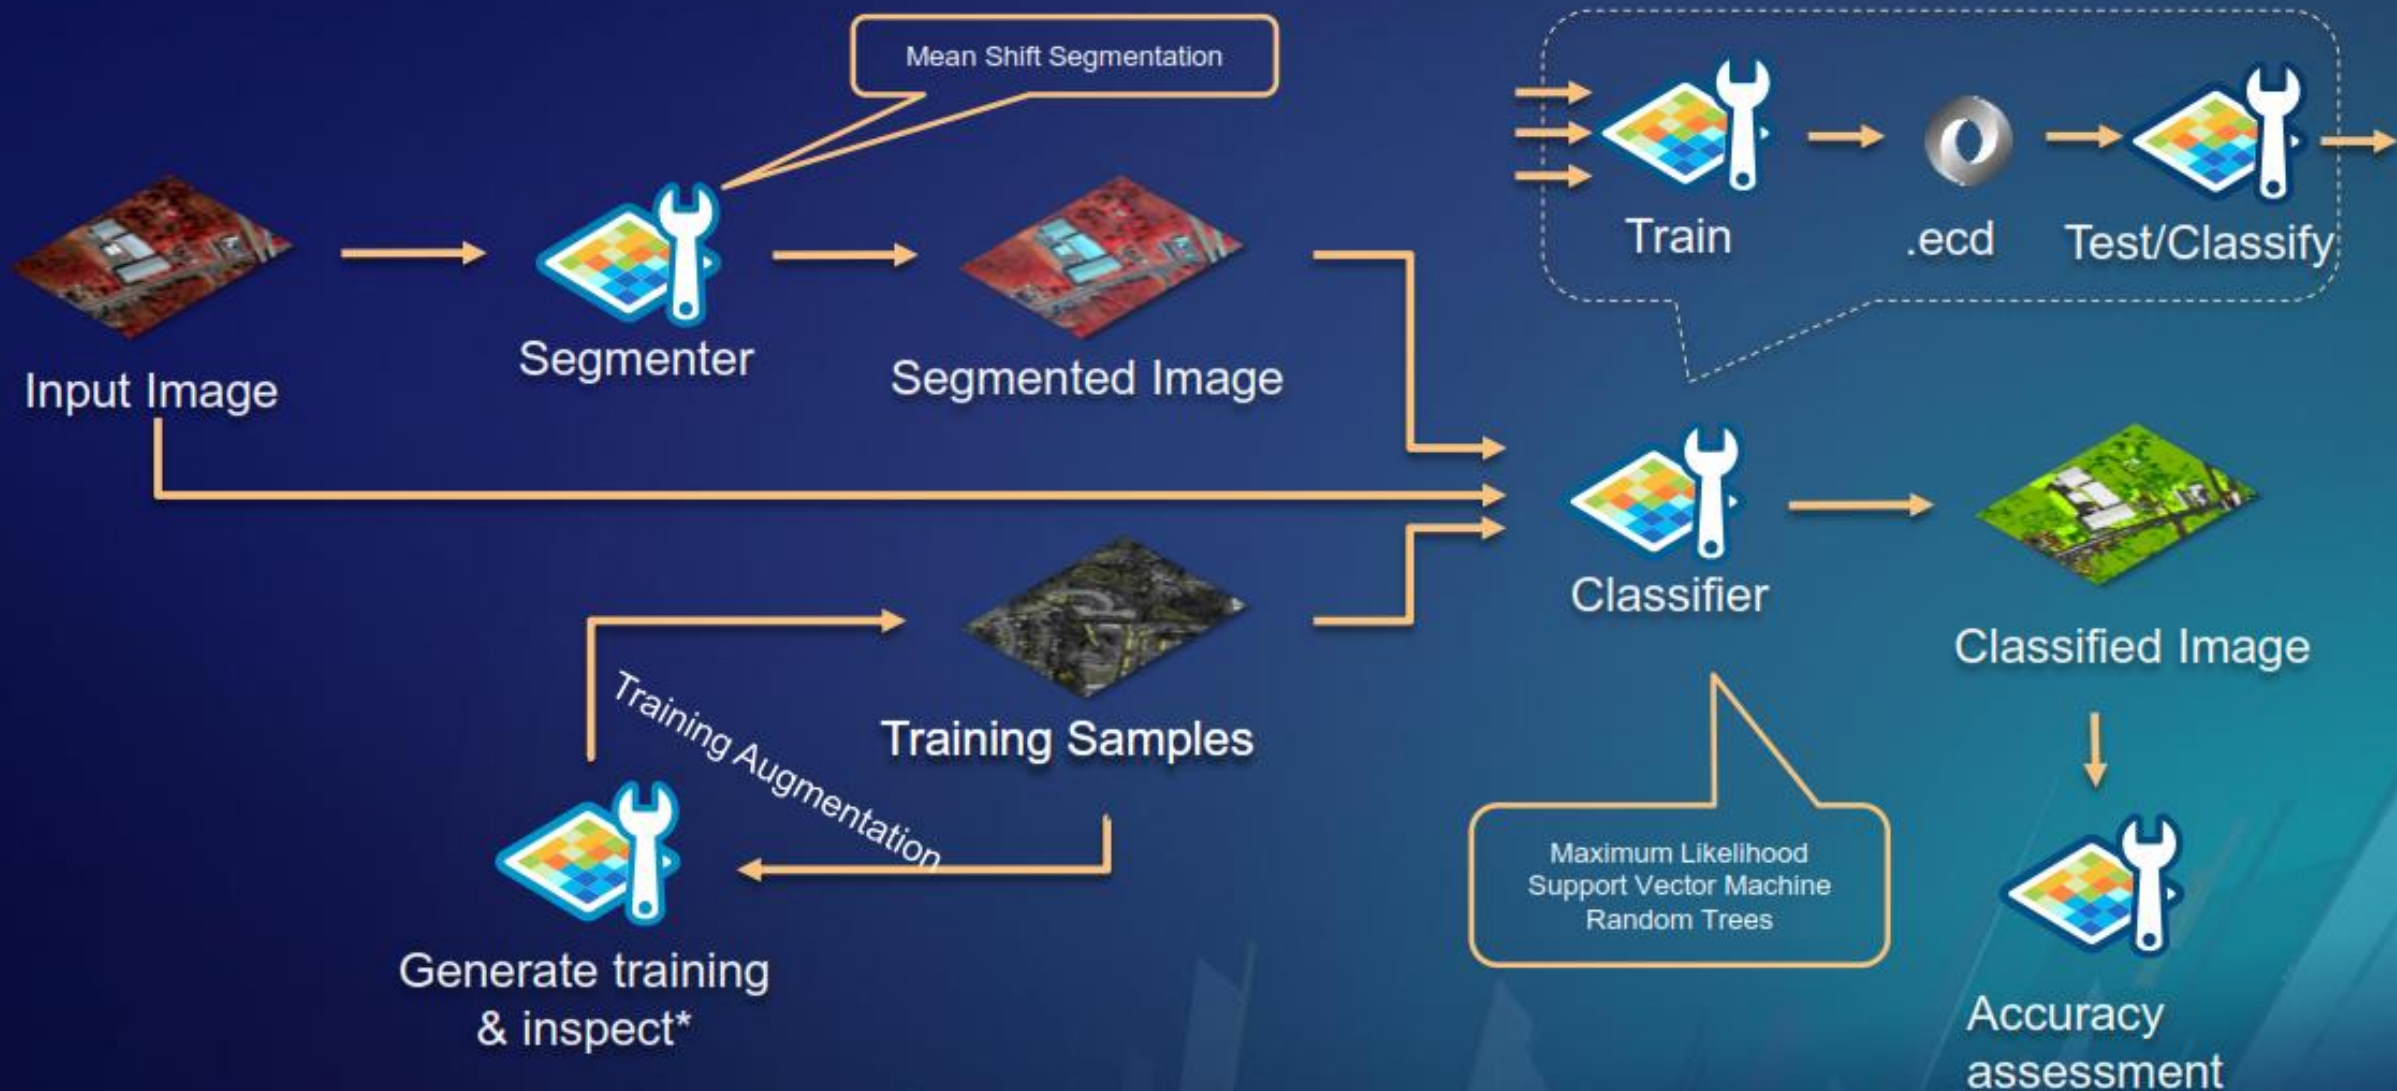 Mean Shift Segmentation
Train
.ecd
Test/Classify
Input Image
Segmenter
Segmented Image
Classifier
Classified Image
Training Augmentation
Training Samples
Maximum Likelihood
Support Vector Machine
Random Trees
Generate training
& inspect*
Accuracy
assessment